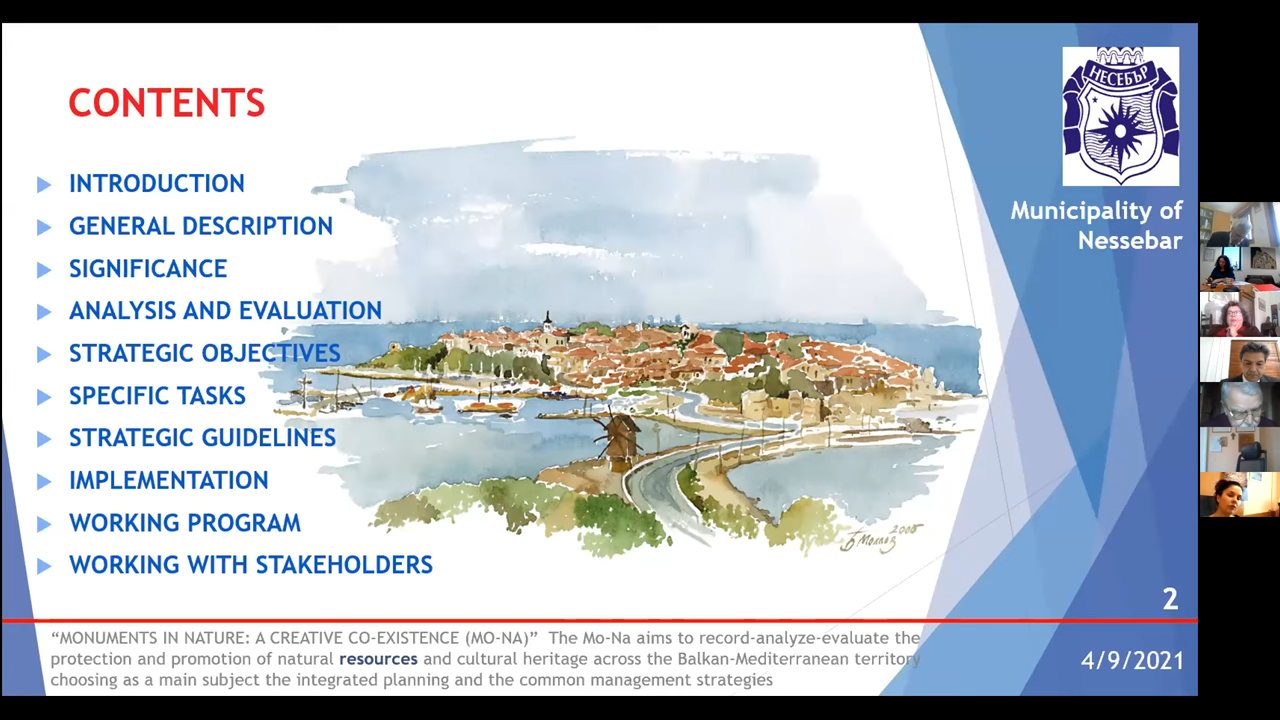 CONTENTS
INTRODUCTION
GENERAL DESCRIPTION
SIGNIFICANCE
ANALYSIS AND EVALUATION
STRATEGIC OBJECTIVES
SPECIFIC TASKS
STRATEGIC GUIDELINES
IMPLEMENTATION
WORKING PROGRAM
WORKING WITH STAKEHOLDERS
НЕСЕБЪР
Municipality of
Nessebar
2008
2
“MONUMENTS IN NATURE: A CREATIVE CO-EXISTENCE (MO-NA)” The Mo-Na aims to record-analyze-evaluate the
protection and promotion of natural resources and cultural heritage across the Balkan-Mediterranean territory
choosing as a main subject the integrated planning and the common management strategies
4/9/2021